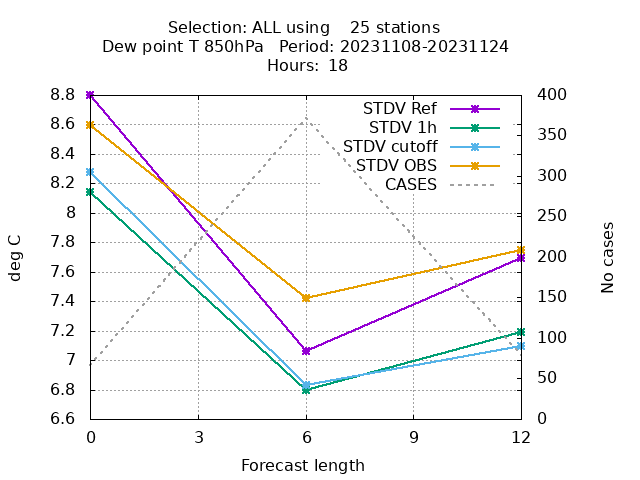 Selection: ALL using    25 stations
Dew point T 850hPa   Period: 20231108-20231124
Hours:  18
8.8
8.6
8.4
8.2
8
7.8
7.6
7.4
7.2
7
6.8
6.6
400
350
300
250
200
150
100
50
0
STDV Ref
STDV 1h
STDV cutoff
STDV OBS
CASES
deg C
No cases
0 3 6 9 12
Forecast length